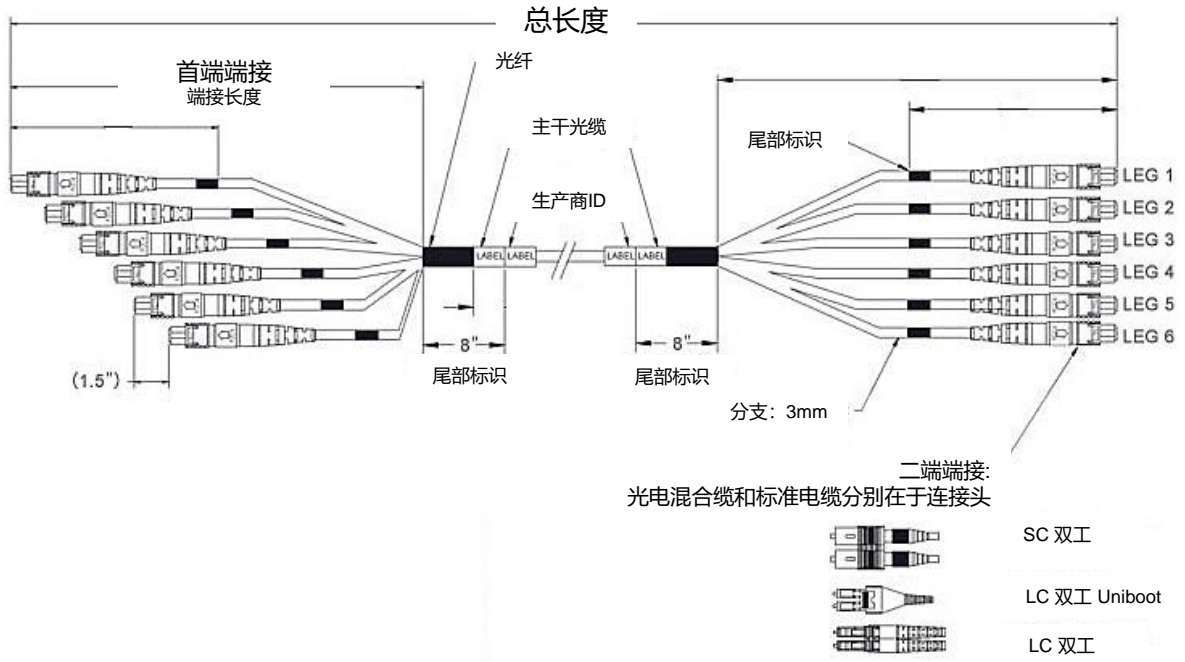 总长度
首端端接
端接长度
光纤
主干光缆
生产商ID
尾部标识
LEG 1
LEG 2
LEG 3
LEG 4
LEG 5
LEG 6
LABEL LABEL
LABEL LABEL
8"
8"
(1.5")
尾部标识
尾部标识
分支：3mm
二端端接:
光电混合缆和标准电缆分别在于连接头
SC 双工
LC 双工 Uniboot
LC 双工